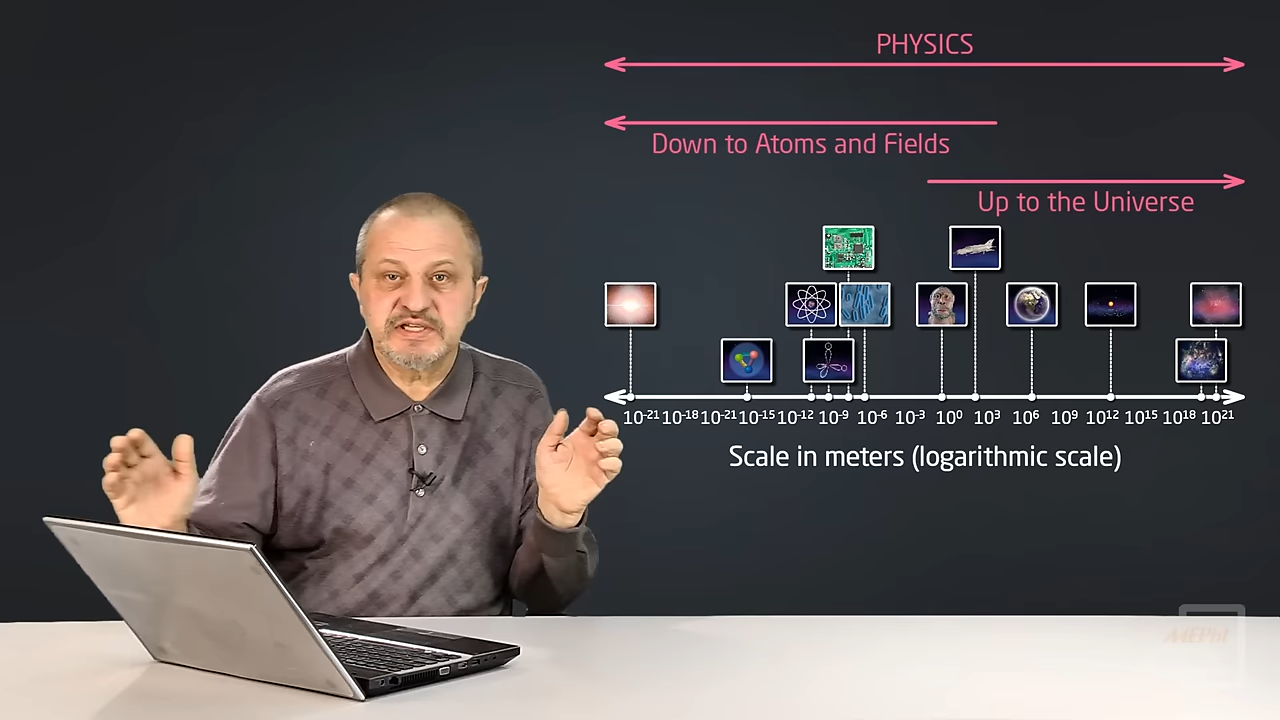 PHYSICS
Down to Atoms and Fields
Up to the Universe
10⁻²¹ 10⁻¹⁸ 10⁻²¹ 10⁻¹⁵ 10⁻¹² 10⁻⁹ 10⁻⁶ 10⁻³ 10⁰ 10³ 10⁶ 10⁹ 10¹² 10¹⁵ 10¹⁸ 10²¹
Scale in meters (logarithmic scale)
MEPhI